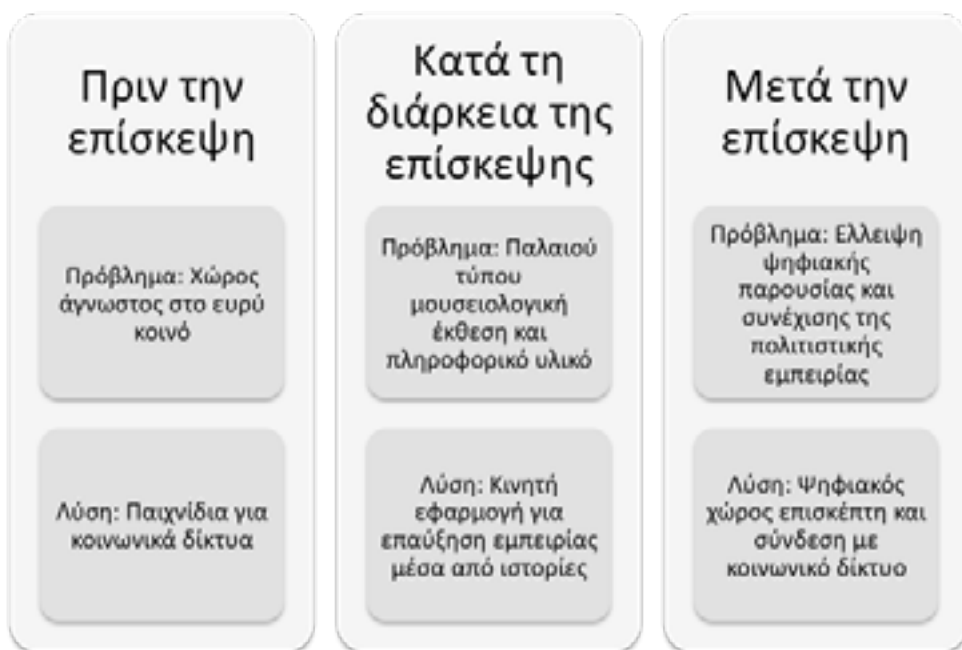 Πριν την
επίσκεψη
Πρόβλημα: Χώρος
άγνωστος στο ευρύ
κοινό
Λύση: Παιχνίδια για
κοινωνικά δίκτυα
Κατά τη
διάρκεια της
επίσκεψης
Πρόβλημα: Παλαιού
τύπου
μουσειολογική
έκθεση και
πληροφορικό υλικό
Λύση: Κινητή
εφαρμογή για
επαύξηση εμπειρίας
μέσα από ιστορίες
Μετά την
επίσκεψη
Πρόβλημα: Ελλειψη
ψηφιακής
παρουσίας και
συνέχισης της
πολιτιστικής
εμπειρίας
Λύση: Ψηφιακός
χώρος επισκέπτη και
σύνδεση με
κοινωνικό δίκτυο